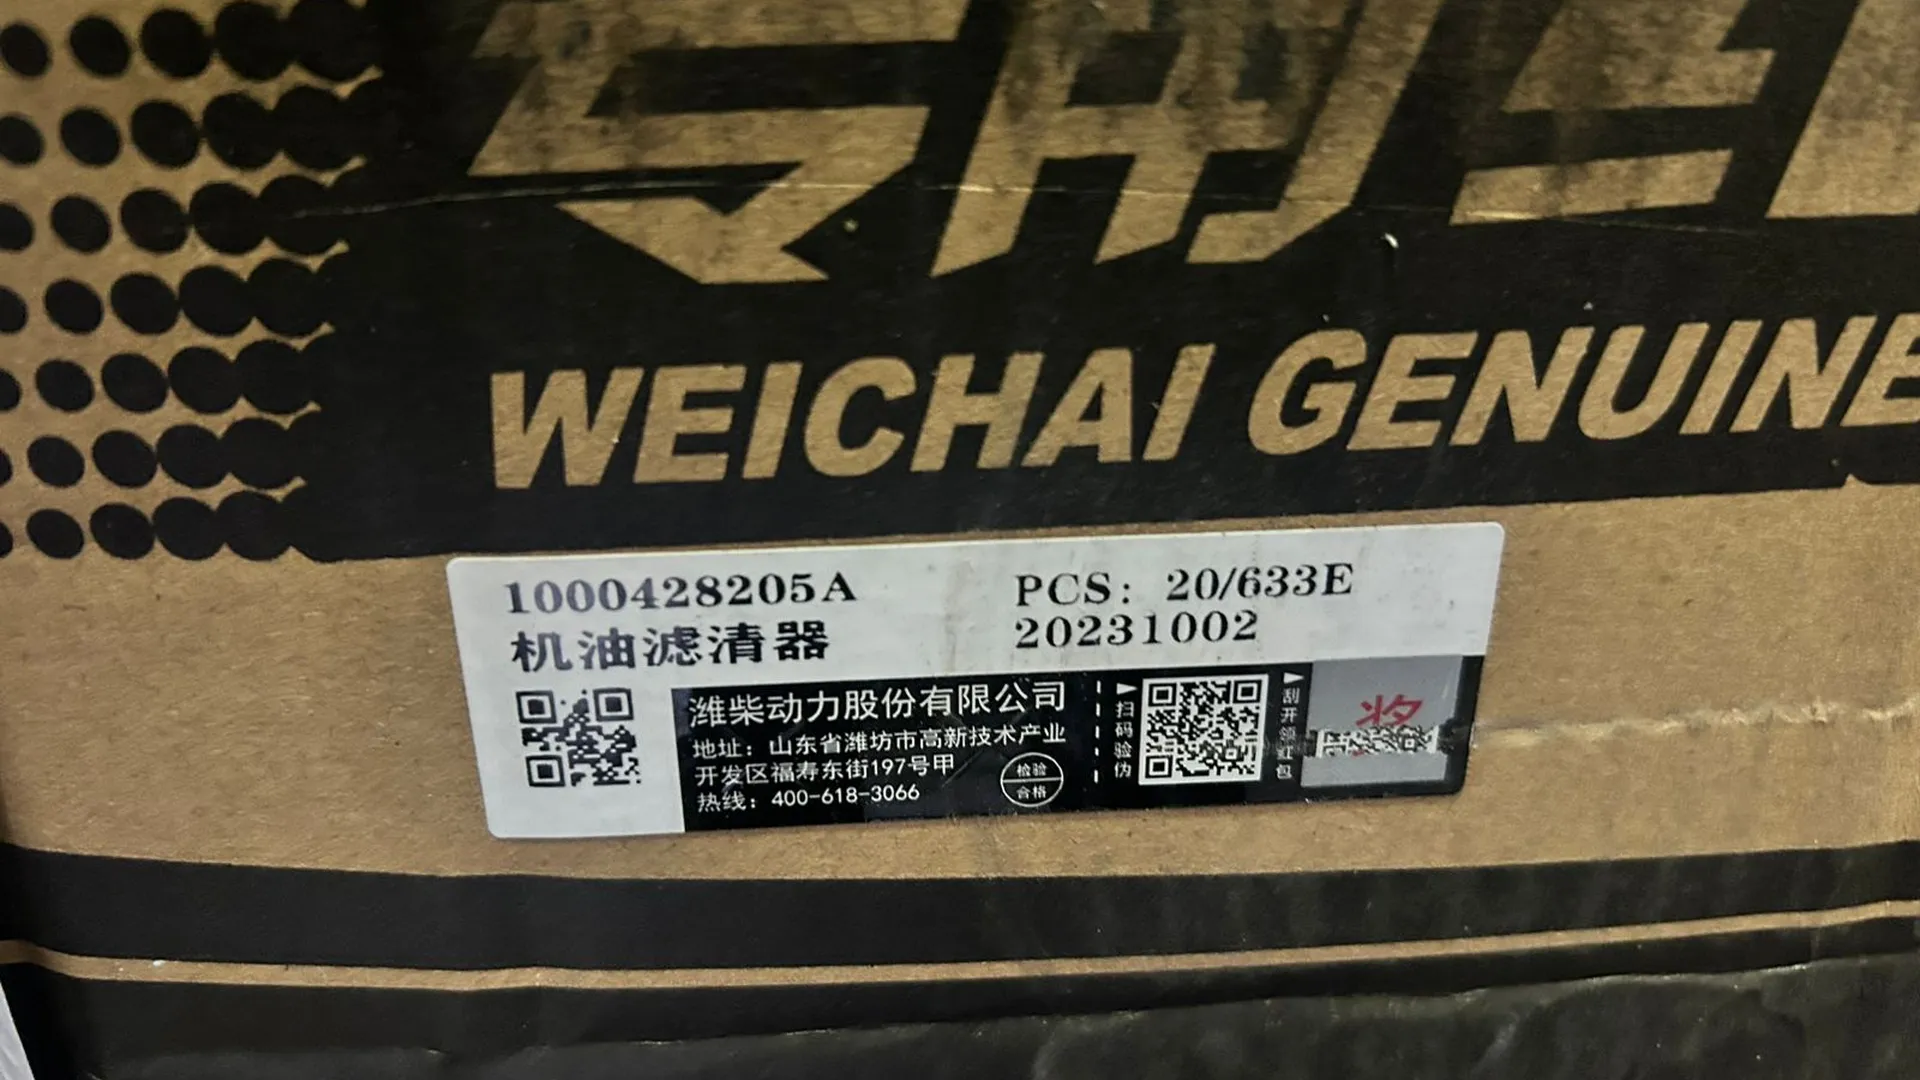 WEICHAI GENUINE
1000428205A
机油滤清器
PCS: 20/633E
20231002
潍柴动力股份有限公司
地址：山东省潍坊市高新技术产业
开发区福寿东街197号甲
热线：400-618-3066
检验
合格
扫码验伪
刮开领红包
奖